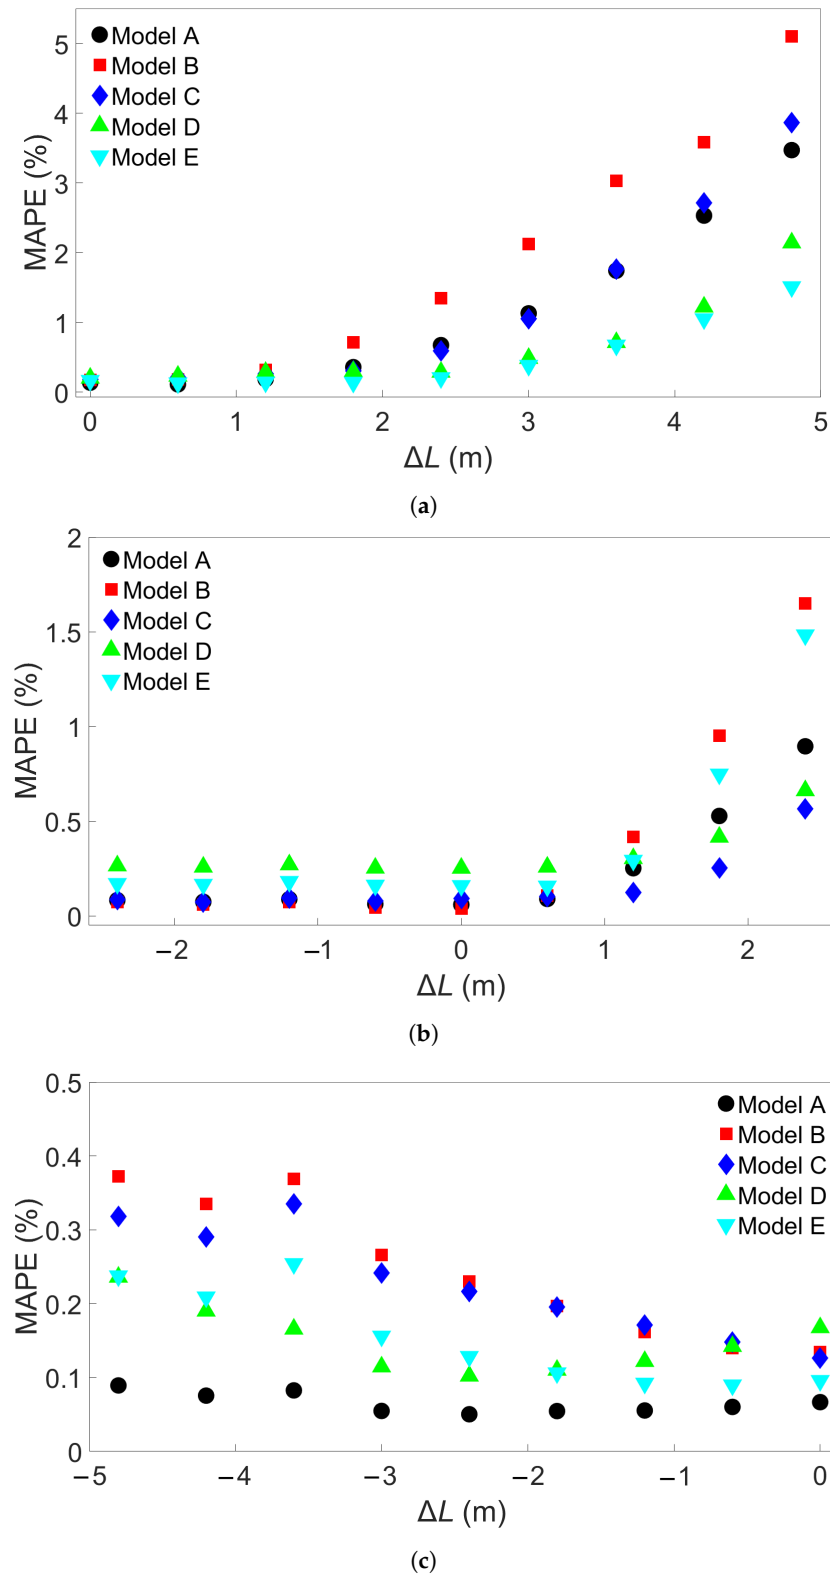 Model A
Model B
Model C
Model D
Model E
MAPE (%)
5
4
3
2
1
0
0 1 2 3 4 5
ΔL (m)
(a)
Model A
Model B
Model C
Model D
Model E
MAPE (%)
2
1.5
1
0.5
0
−2 −1 0 1 2
ΔL (m)
(b)
Model A
Model B
Model C
Model D
Model E
MAPE (%)
0.5
0.4
0.3
0.2
0.1
0
−5 −4 −3 −2 −1 0
ΔL (m)
(c)